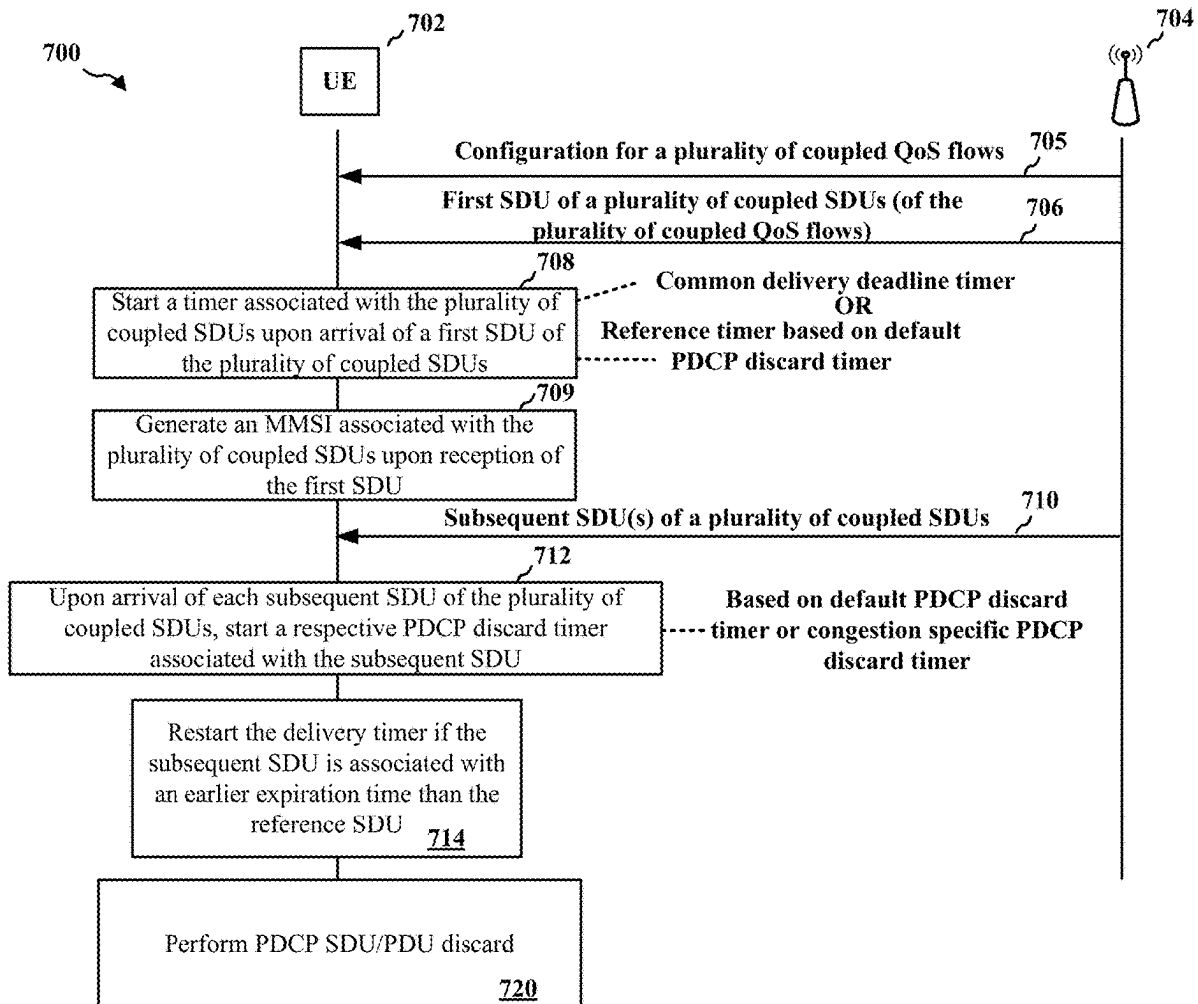 702
704
700
UE
Configuration for a plurality of coupled QoS flows
705
First SDU of a plurality of coupled SDUs (of the
plurality of coupled QoS flows)
706
708
Start a timer associated with the plurality of
coupled SDUs upon arrival of a first SDU of
the plurality of coupled SDUs
Common delivery deadline timer
OR
Reference timer based on default
PDCP discard timer
709
Generate an MMSI associated with the
plurality of coupled SDUs upon reception of
the first SDU
Subsequent SDU(s) of a plurality of coupled SDUs
710
712
Upon arrival of each subsequent SDU of the plurality of
coupled SDUs, start a respective PDCP discard timer
associated with the subsequent SDU
Based on default PDCP discard
timer or congestion specific PDCP
discard timer
Restart the delivery timer if the
subsequent SDU is associated with
an earlier expiration time than the
reference SDU
714
Perform PDCP SDU/PDU discard
720